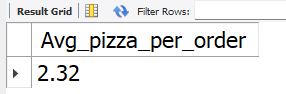 Result Grid Filter Rows:
Avg_pizza_per_order
2.32